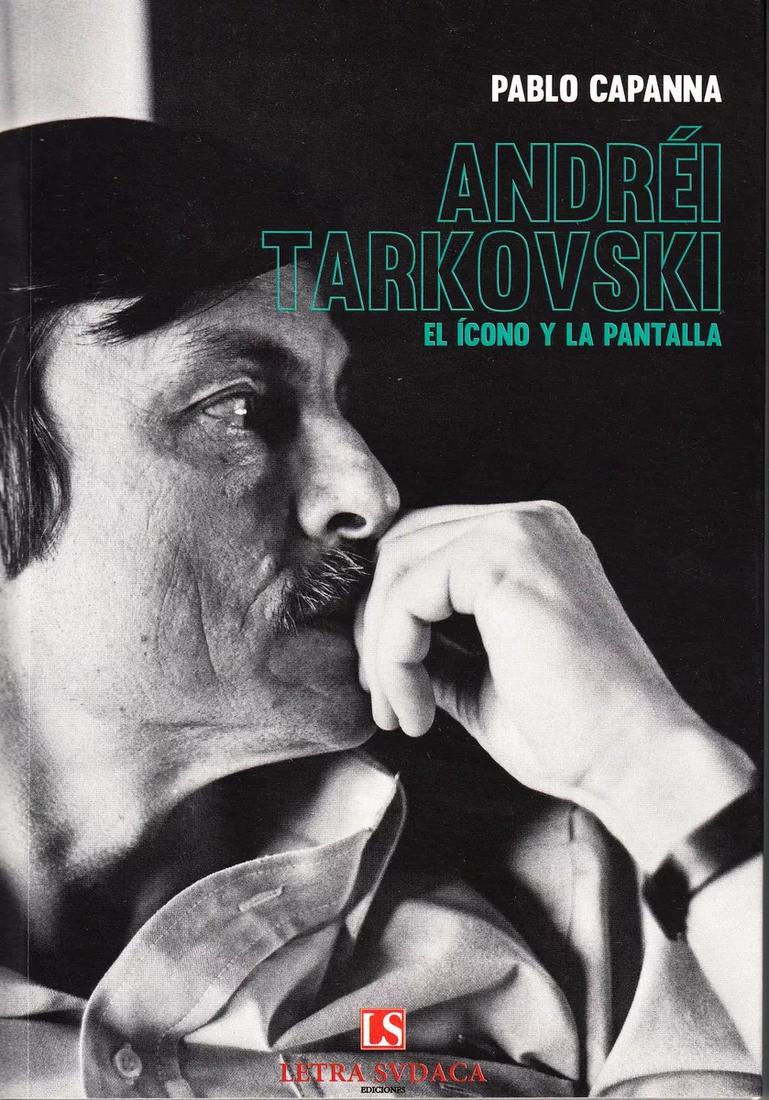 PABLO CAPANNA
ANDRÉI
TARKOVSKI
EL ÍCONO Y LA PANTALLA
LS
LETRA SVDACA
EDICIONES